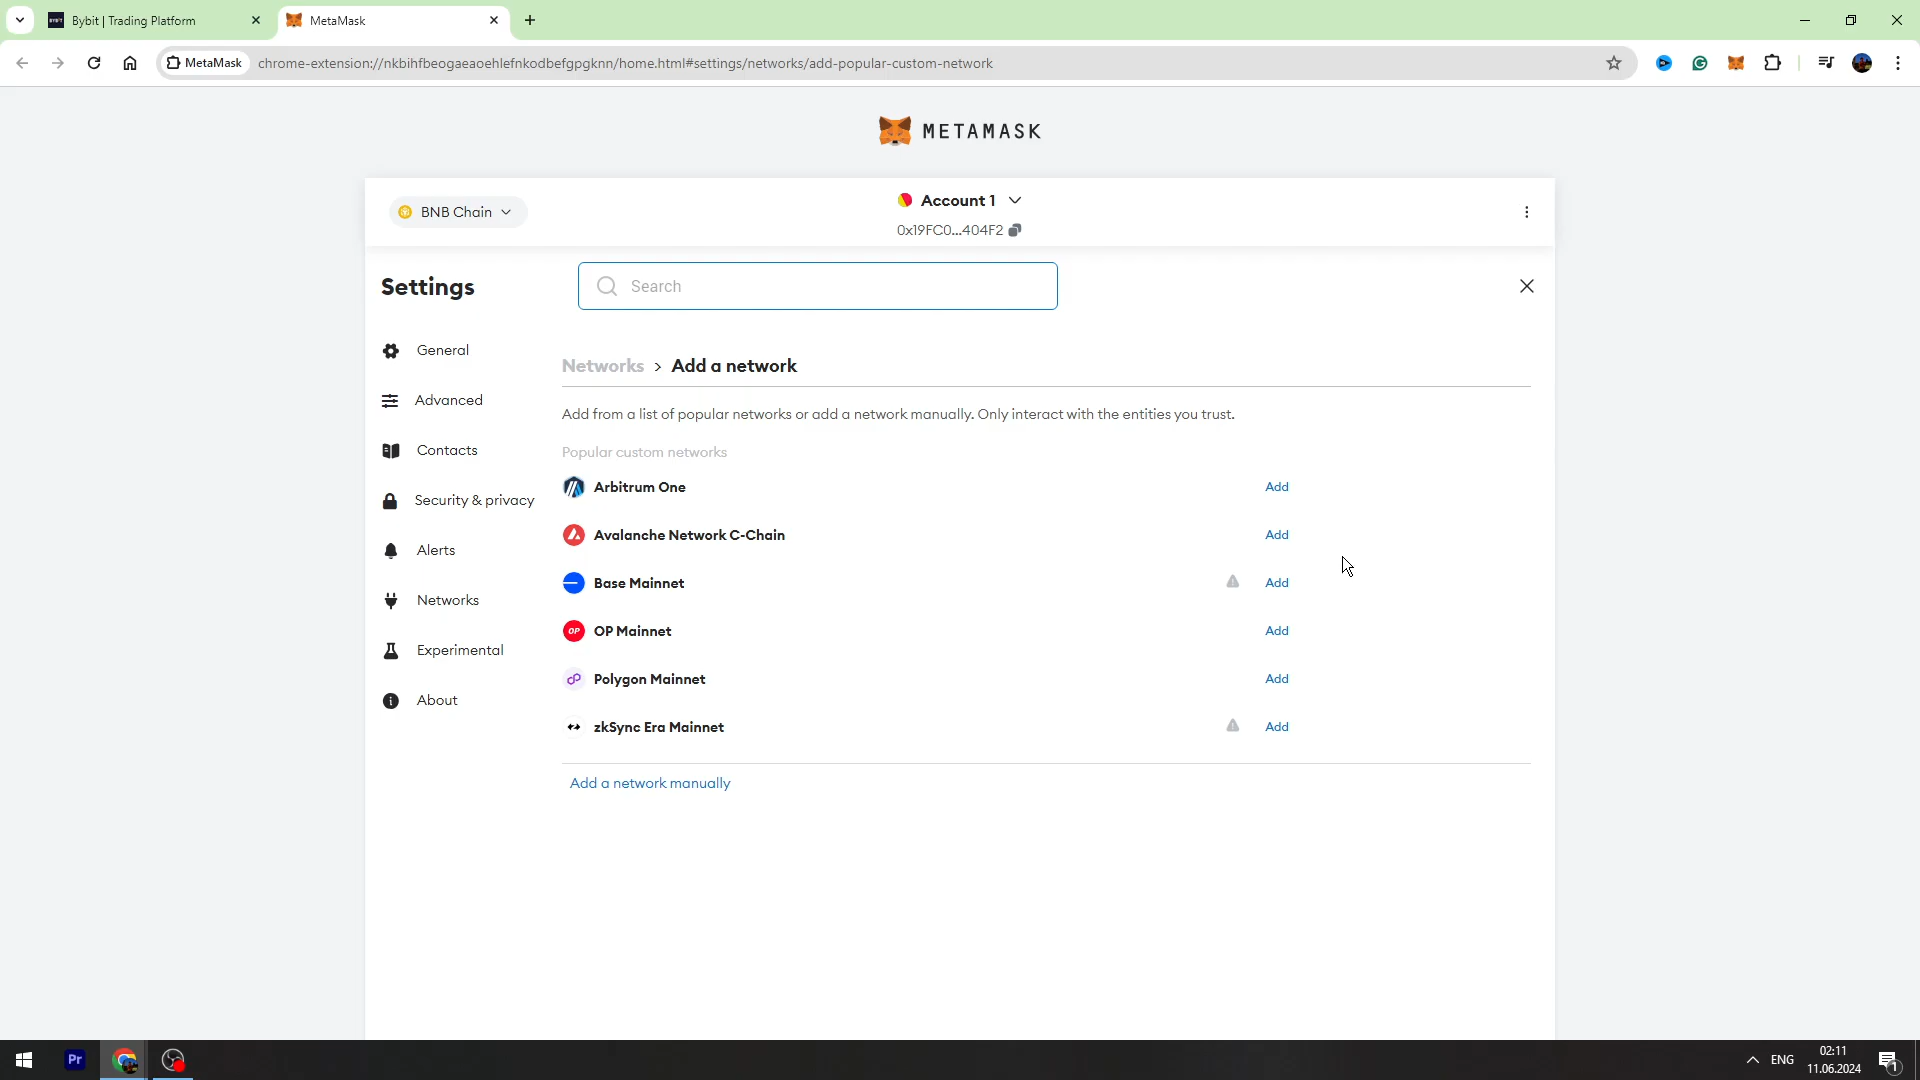 Bybit | Trading Platform
MetaMask
MetaMask
chrome-extension://nkbihfbeogaeaoehlefnkodbefgpgknn/home.html#settings/networks/add-popular-custom-network
METAMASK
BNB Chain
Account 1
0x19FC0...404F2
Settings
Search
General
Advanced
Contacts
Security & privacy
Alerts
Networks
Experimental
About
Networks > Add a network
Add from a list of popular networks or add a network manually. Only interact with the entities you trust.
Popular custom networks
Arbitrum One Add
Avalanche Network C-Chain Add
Base Mainnet Add
OP OP Mainnet Add
Polygon Mainnet Add
zkSync Era Mainnet Add
Add a network manually
Pr
ENG
02:11
11.06.2024
1